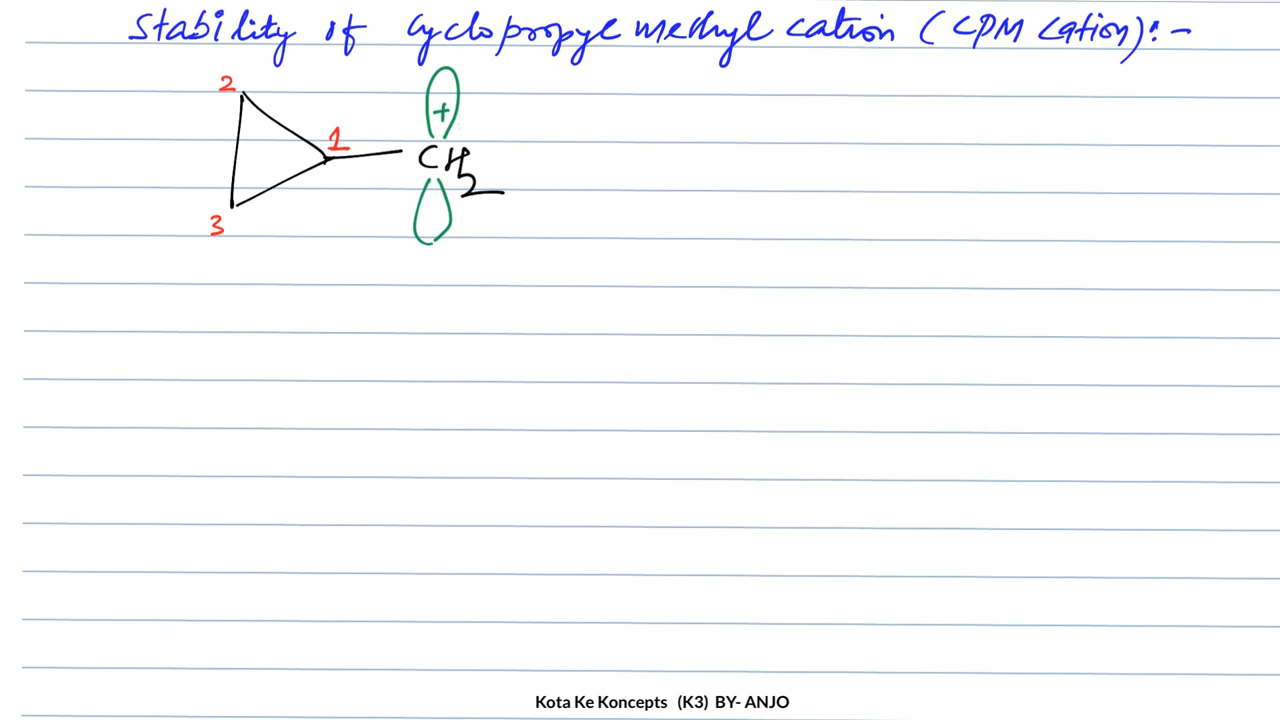 Stability of cyclopropyl methyl cation (CPM cation):-
2
1
+
CH2
3
Kota Ke Koncepts (K3) BY- ANJO